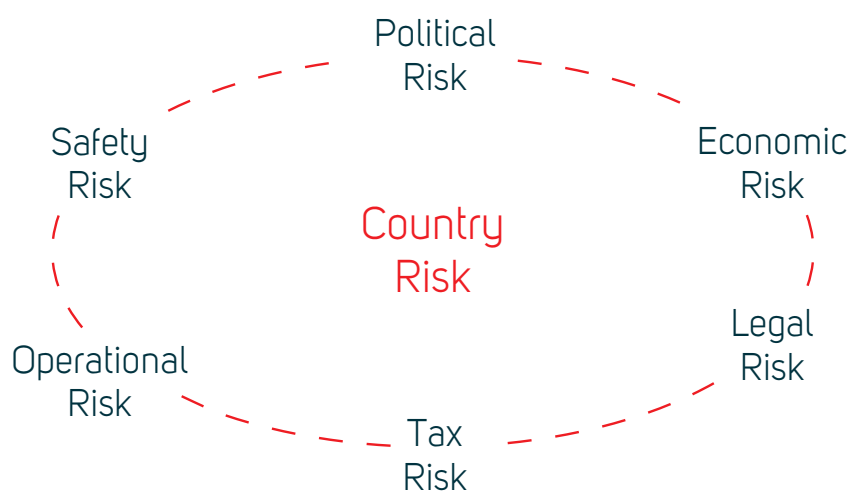 Political
Risk
Safety
Risk
Economic
Risk
Country
Risk
Legal
Risk
Operational
Risk
Tax
Risk